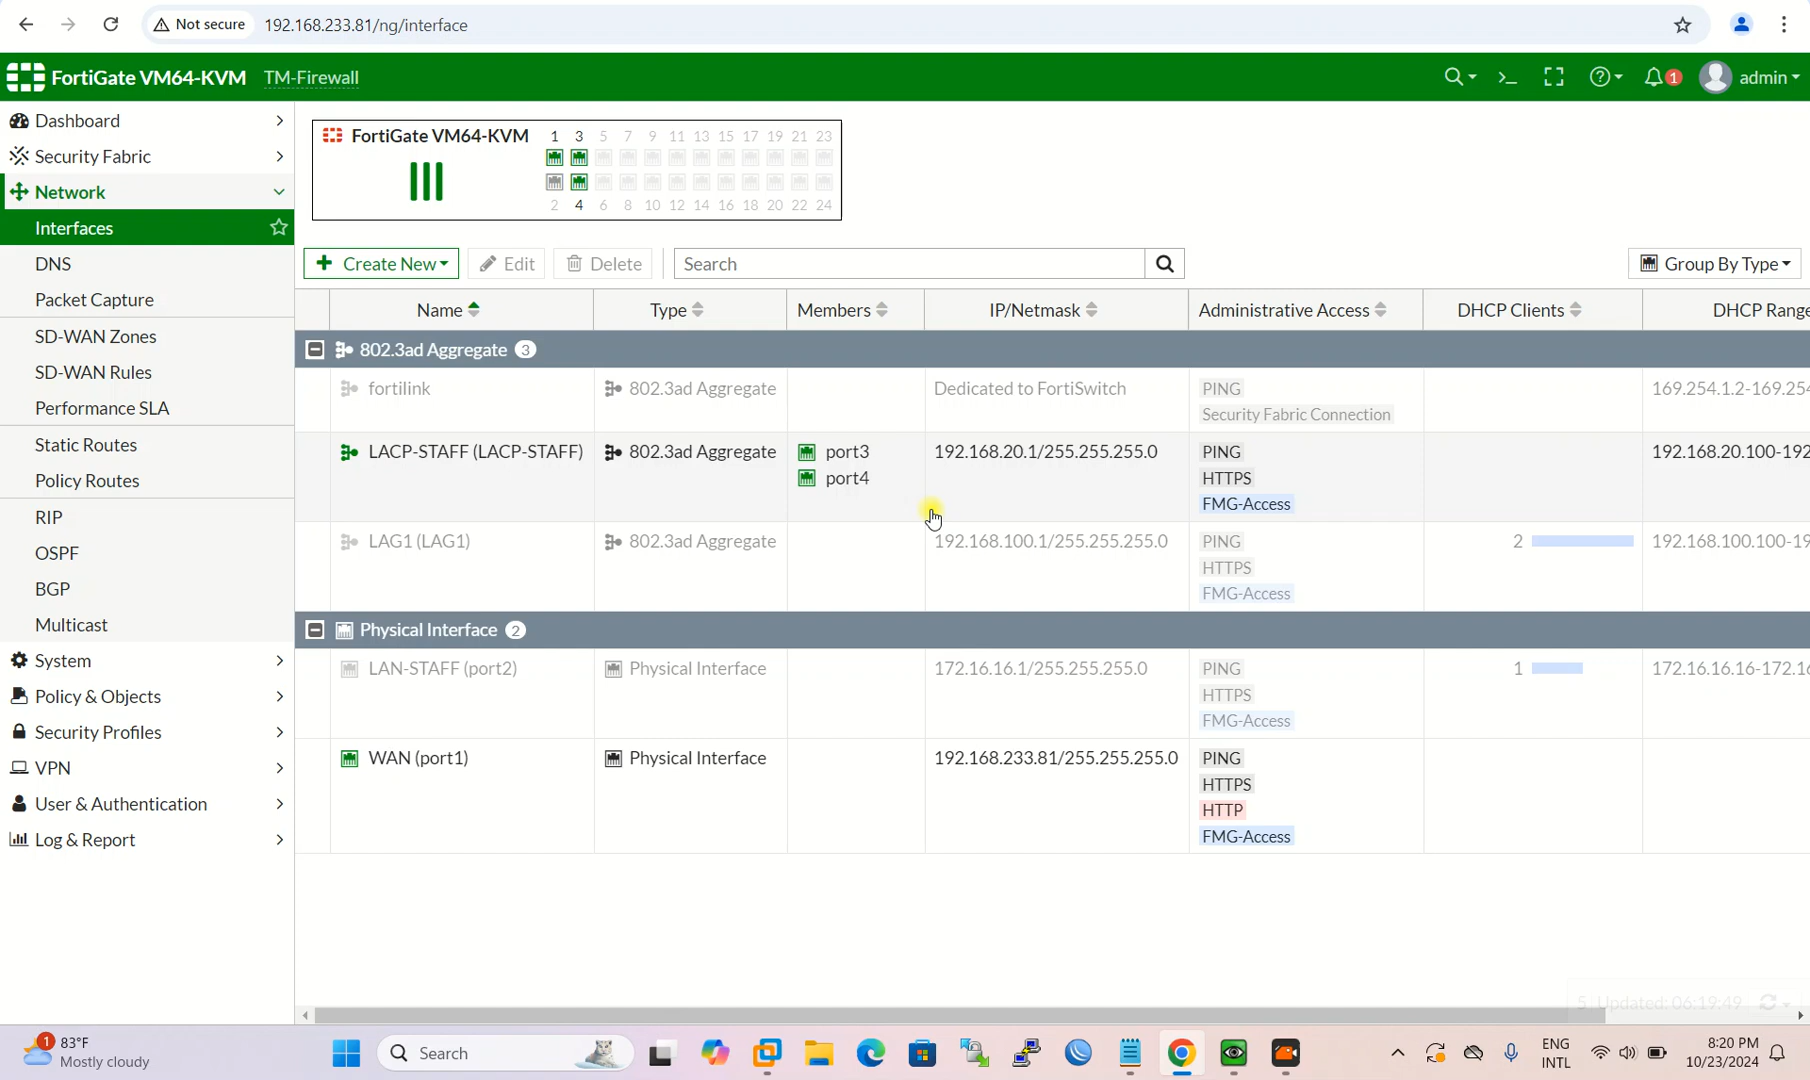 Not secure 192.168.233.81/ng/interface
FortiGate VM64-KVM TM-Firewall 1 admin
Dashboard
Security Fabric
Network
Interfaces
DNS
Packet Capture
SD-WAN Zones
SD-WAN Rules
Performance SLA
Static Routes
Policy Routes
RIP
OSPF
BGP
Multicast
System
Policy & Objects
Security Profiles
VPN
User & Authentication
Log & Report
FortiGate VM64-KVM
1 3 5 7 9 11 13 15 17 19 21 23
2 4 6 8 10 12 14 16 18 20 22 24
Create New Edit Delete Search Group By Type
Name Type Members IP/Netmask Administrative Access DHCP Clients DHCP Range
802.3ad Aggregate 3
fortilink 802.3ad Aggregate Dedicated to FortiSwitch PING 169.254.1.2-169.254
Security Fabric Connection
LACP-STAFF (LACP-STAFF) 802.3ad Aggregate port3 192.168.20.1/255.255.255.0 PING 192.168.20.100-192
port4 HTTPS
FMG-Access
LAG1 (LAG1) 802.3ad Aggregate 192.168.100.1/255.255.255.0 PING 2 192.168.100.100-19
HTTPS
FMG-Access
Physical Interface 2
LAN-STAFF (port2) Physical Interface 172.16.16.1/255.255.255.0 PING 1 172.16.16.16-172.16
HTTPS
FMG-Access
WAN (port1) Physical Interface 192.168.233.81/255.255.255.0 PING
HTTPS
HTTP
FMG-Access
5 Updated: 06:19:49
1 83°F
Mostly cloudy
Search
ENG
INTL
8:20 PM
10/23/2024